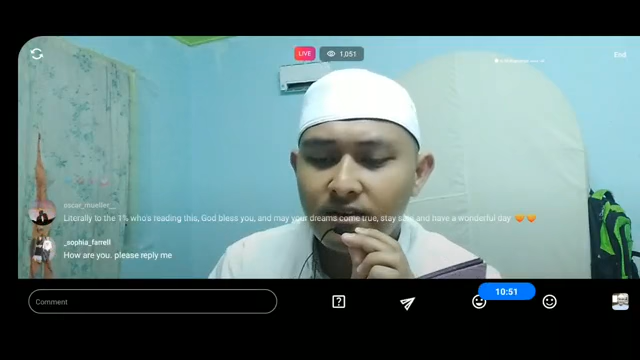 LIVE
1,051
End
oscar_mueller__
Literally to the 1% who's reading this, God bless you, and may your dreams come true, stay safe and have a wonderful day 🧡🧡
_sophia_farrell
How are you. please reply me
Comment
10:51